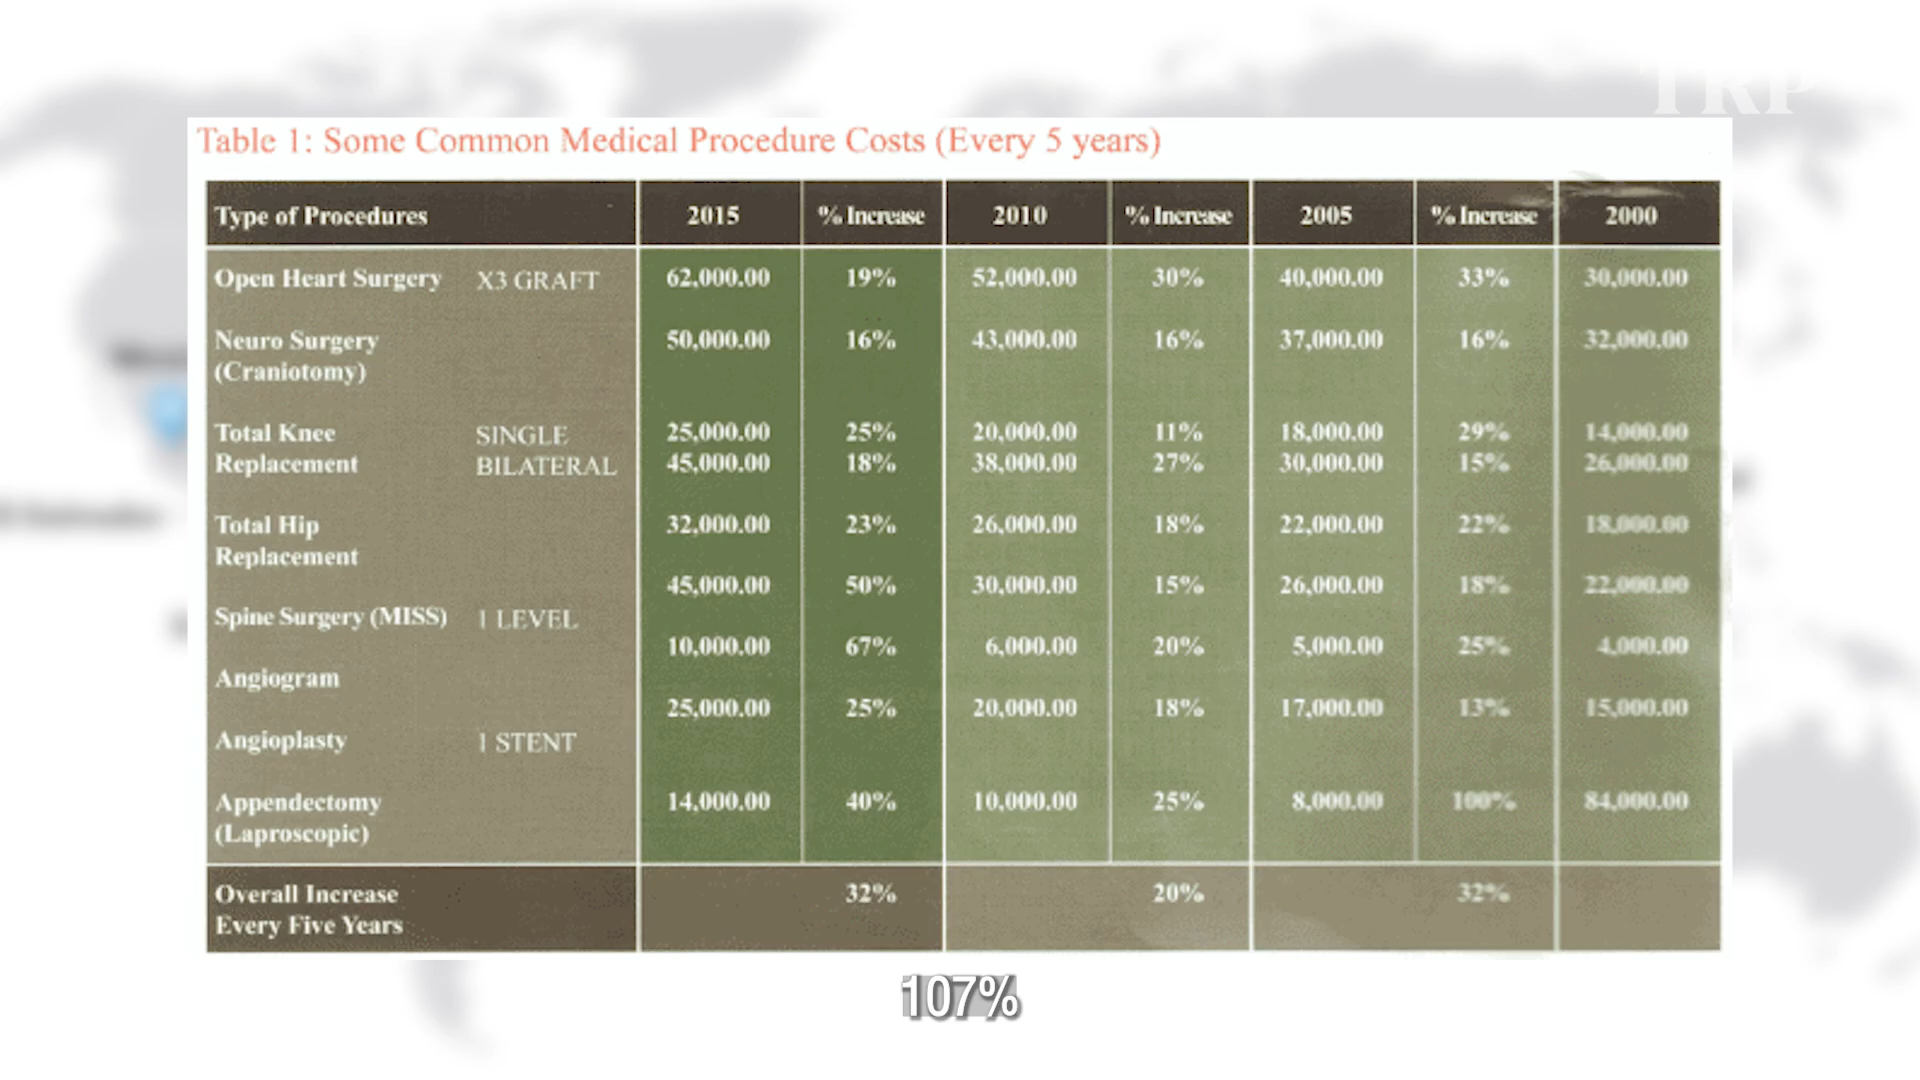 TRP
Table 1: Some Common Medical Procedure Costs (Every 5 years)
Type of Procedures 2015 % Increase 2010 % Increase 2005 % Increase 2000
Open Heart Surgery X3 GRAFT 62,000.00 19% 52,000.00 30% 40,000.00 33% 30,000.00
Neuro Surgery 50,000.00 16% 43,000.00 16% 37,000.00 16% 32,000.00
(Craniotomy)
Total Knee SINGLE 25,000.00 25% 20,000.00 11% 18,000.00 29% 14,000.00
Replacement BILATERAL 45,000.00 18% 38,000.00 27% 30,000.00 15% 26,000.00
Total Hip 32,000.00 23% 26,000.00 18% 22,000.00 22% 18,000.00
Replacement
45,000.00 50% 30,000.00 15% 26,000.00 18% 22,000.00
Spine Surgery (MISS) 1 LEVEL
10,000.00 67% 6,000.00 20% 5,000.00 25% 4,000.00
Angiogram
25,000.00 25% 20,000.00 18% 17,000.00 13% 15,000.00
Angioplasty 1 STENT
Appendectomy 14,000.00 40% 10,000.00 25% 8,000.00 100% 84,000.00
(Laproscopic)
Overall Increase 32% 20% 32%
Every Five Years
107%